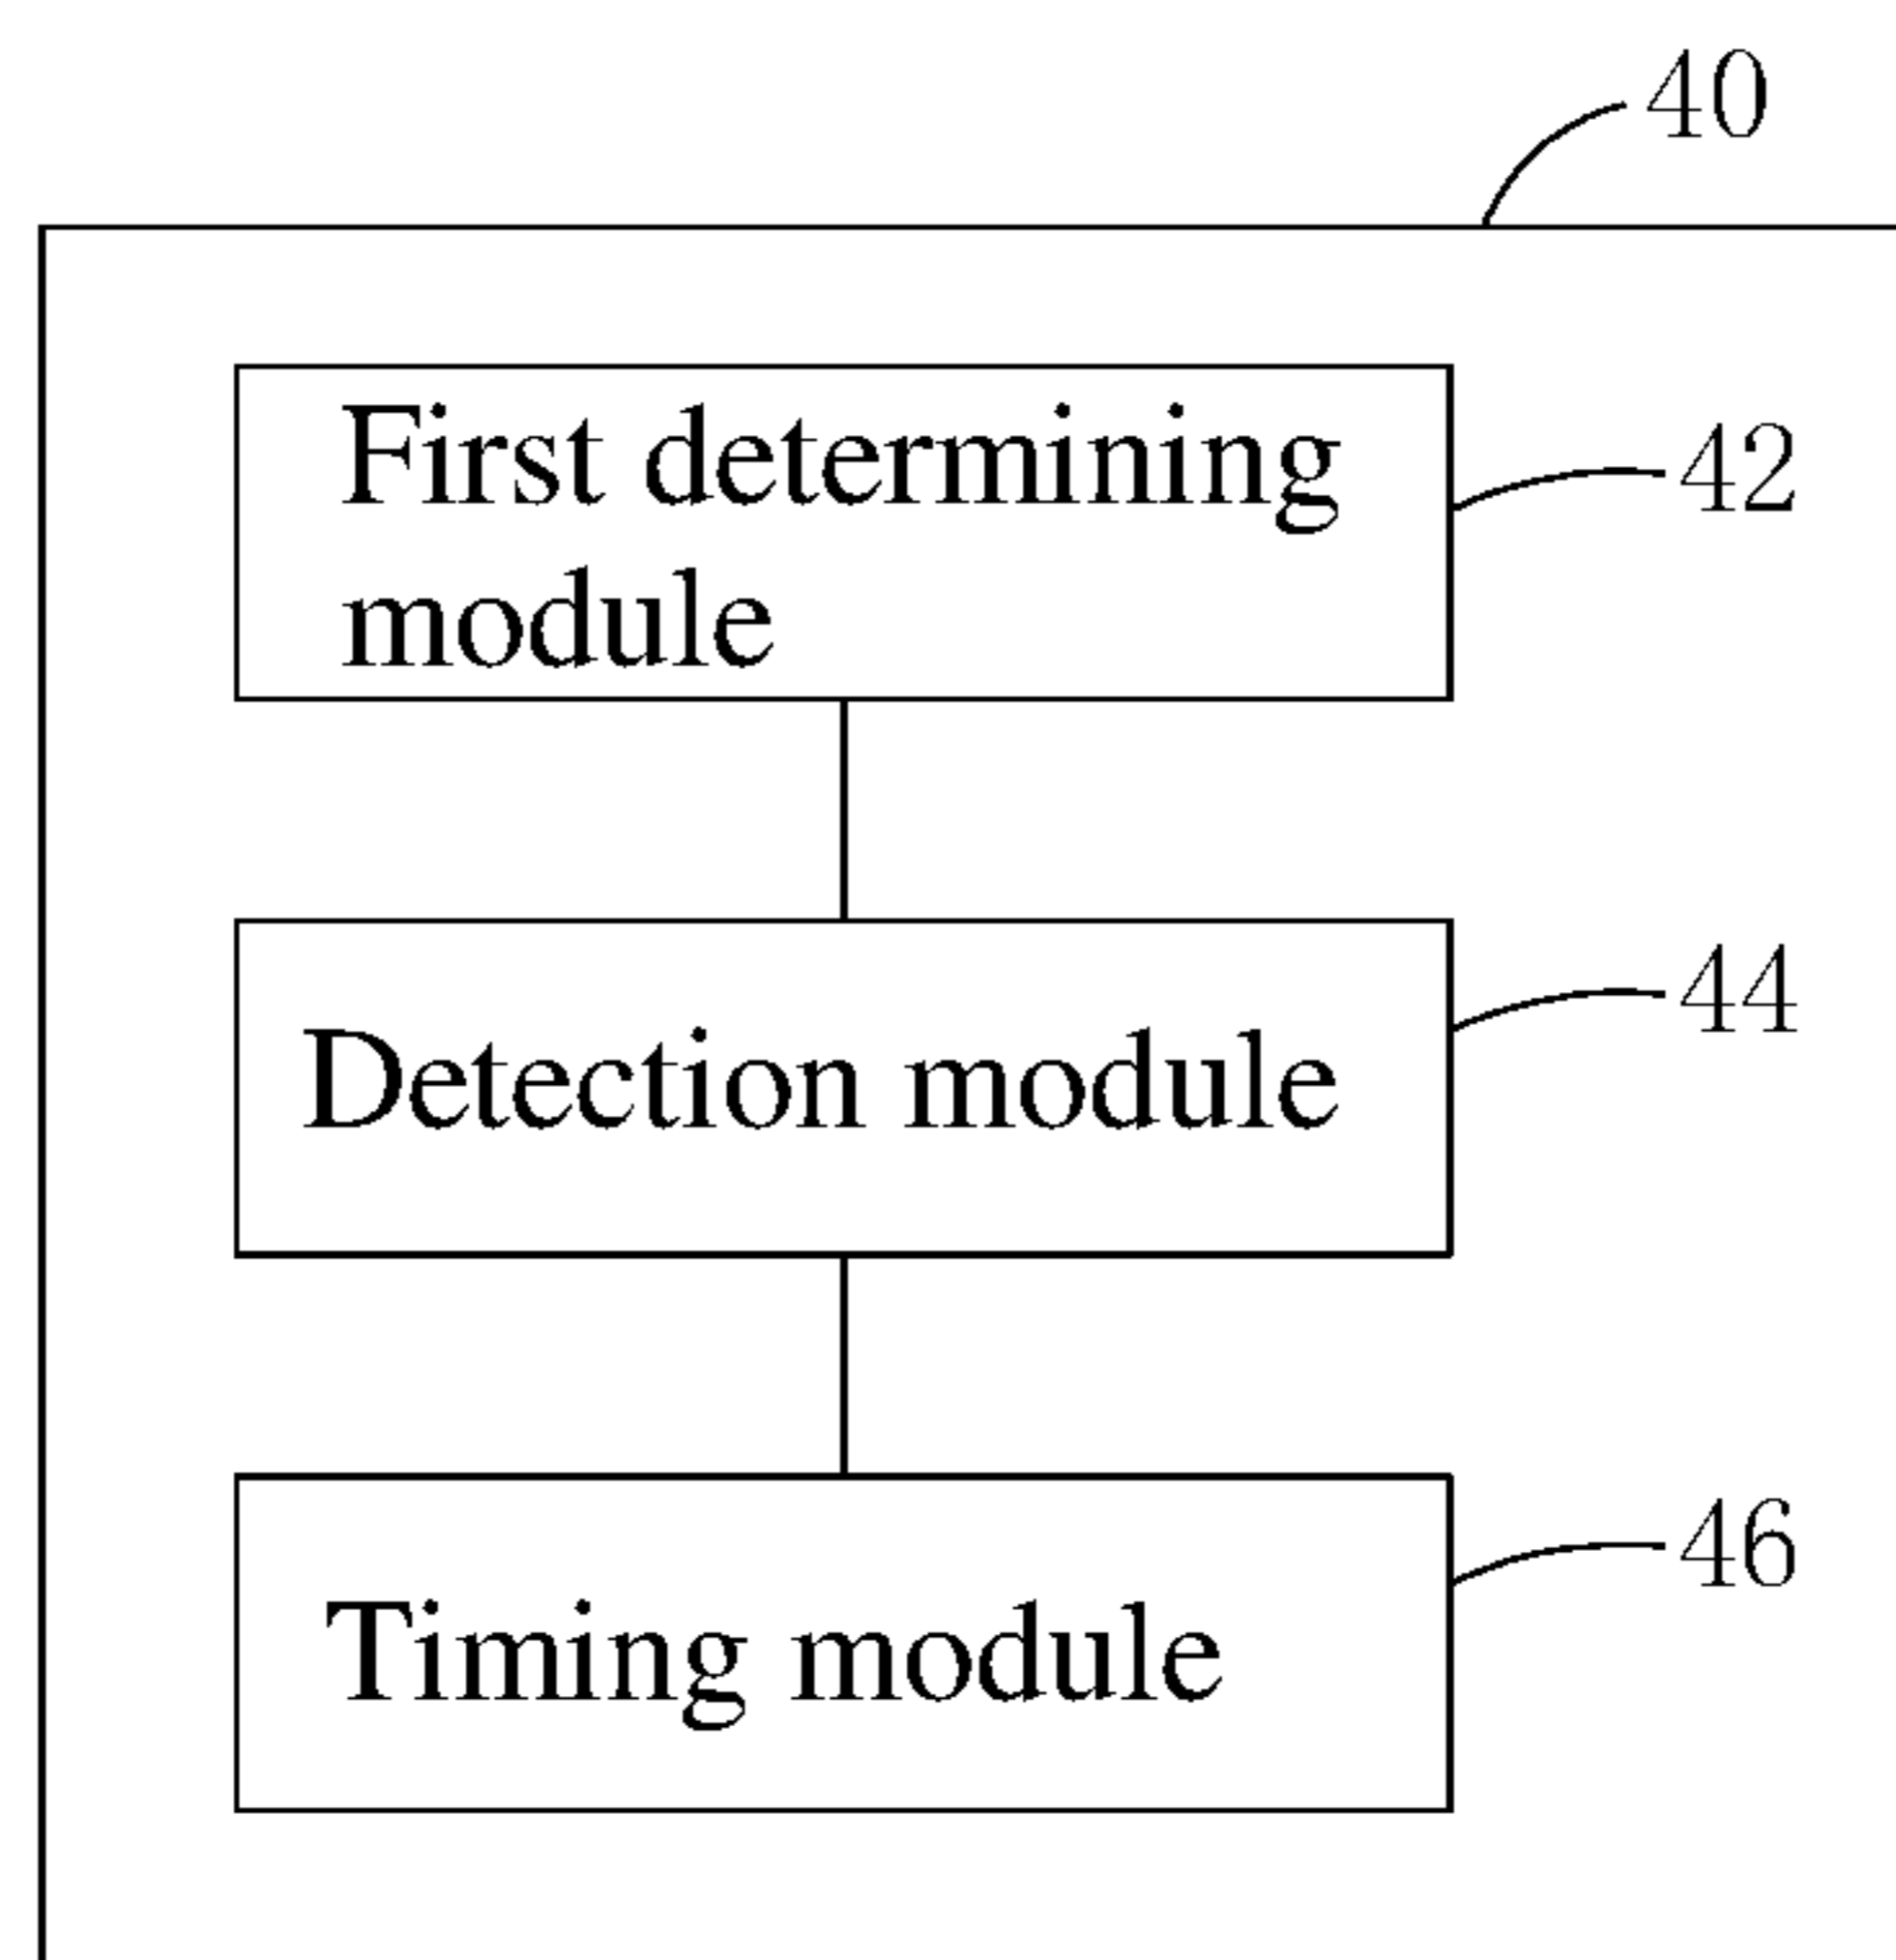 40
First determining
module
42
Detection module
44
Timing module
46